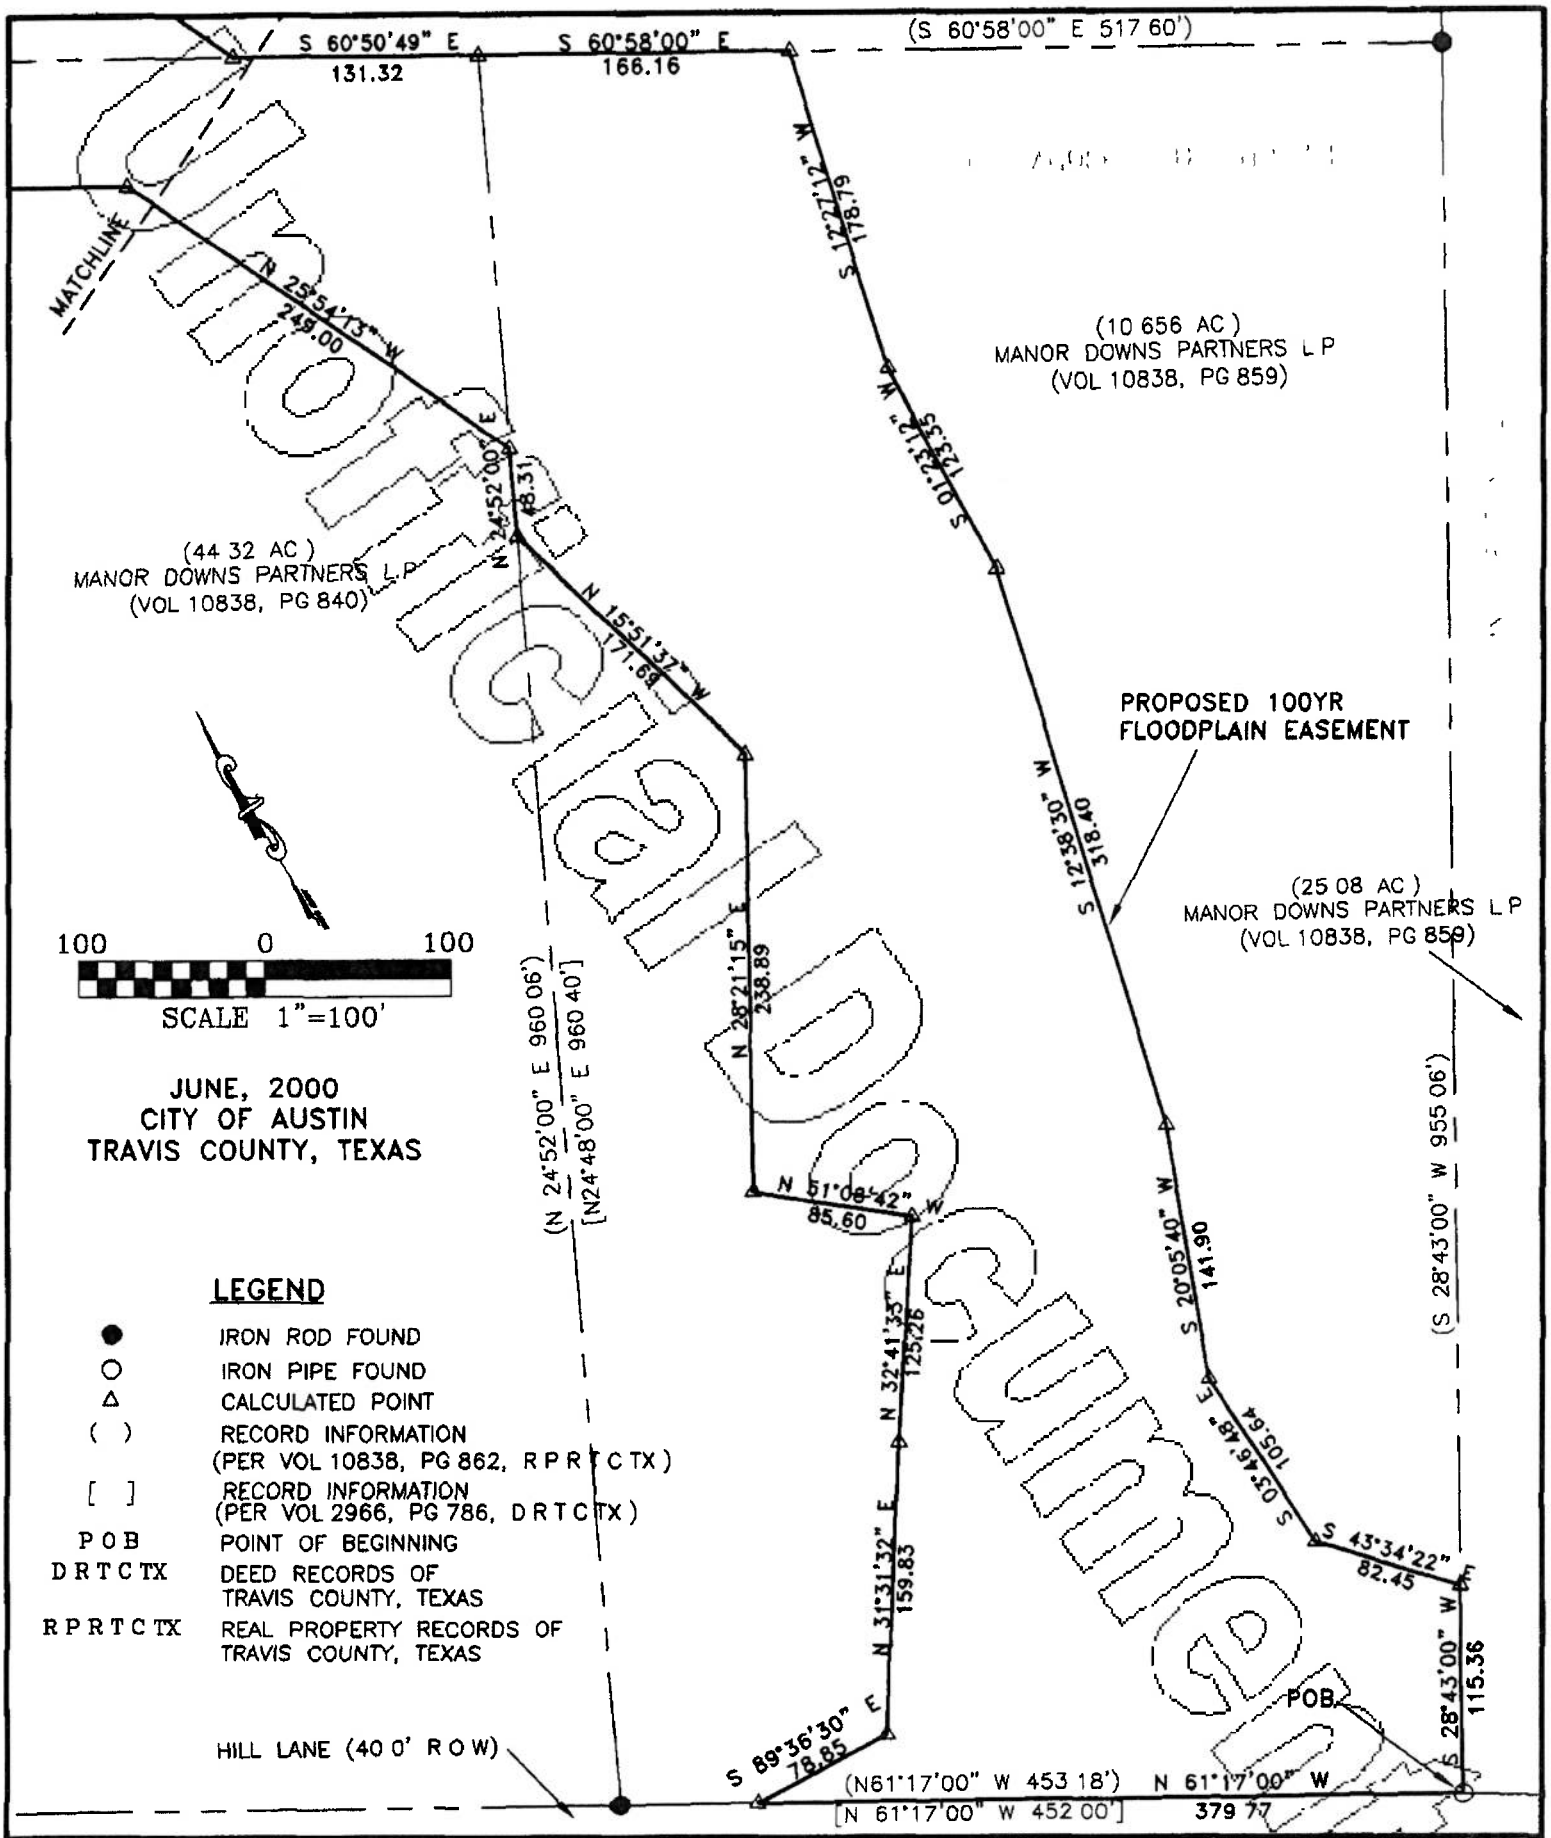 (S 60°58'00" E 517 60')
S 60°50'49" E
131.32
S 60°58'00" E
166.16
S 12°27'12" W
178.79
MATCHLINE
N 25°54'13" W
249.00
(10 656 AC )
MANOR DOWNS PARTNERS L P
(VOL 10838, PG 859)
S 01°23'12" W
123.55
N 24°52'00" E
48.31
(44 32 AC )
MANOR DOWNS PARTNERS L.P
(VOL 10838, PG 840)
N 15°51'37" W
171.69
PROPOSED 100YR
FLOODPLAIN EASEMENT
S 12°38'30" W
318.40
(25 08 AC )
MANOR DOWNS PARTNERS L P
(VOL 10838, PG 859)
100 0 100
SCALE 1"=100'
N 28°21'15" E
238.89
(N 24°52'00" E 960 06')
[N24°48'00" E 960 40']
JUNE, 2000
CITY OF AUSTIN
TRAVIS COUNTY, TEXAS
(S 28°43'00" W 955 06')
N 51°08'42" W
85.60
S 20°05'40" W
141.90
N 32°41'33" E
125.26
LEGEND
IRON ROD FOUND
IRON PIPE FOUND
CALCULATED POINT
( ) RECORD INFORMATION
(PER VOL 10838, PG 862, R P R T C TX )
[ ] RECORD INFORMATION
(PER VOL 2966, PG 786, D R T C TX )
P O B POINT OF BEGINNING
D R T C TX DEED RECORDS OF
TRAVIS COUNTY, TEXAS
R P R T C TX REAL PROPERTY RECORDS OF
TRAVIS COUNTY, TEXAS
S 03°46'48" E
105.64
S 43°34'22" E
82.45
N 31°31'32" E
159.83
S 28°43'00" W
115.36
POB
S 89°36'30" E
78.85
HILL LANE (40 0' R O W)
(N61°17'00" W 453 18')
[N 61°17'00" W 452 00']
N 61°17'00" W
379 77
Unofficial Document